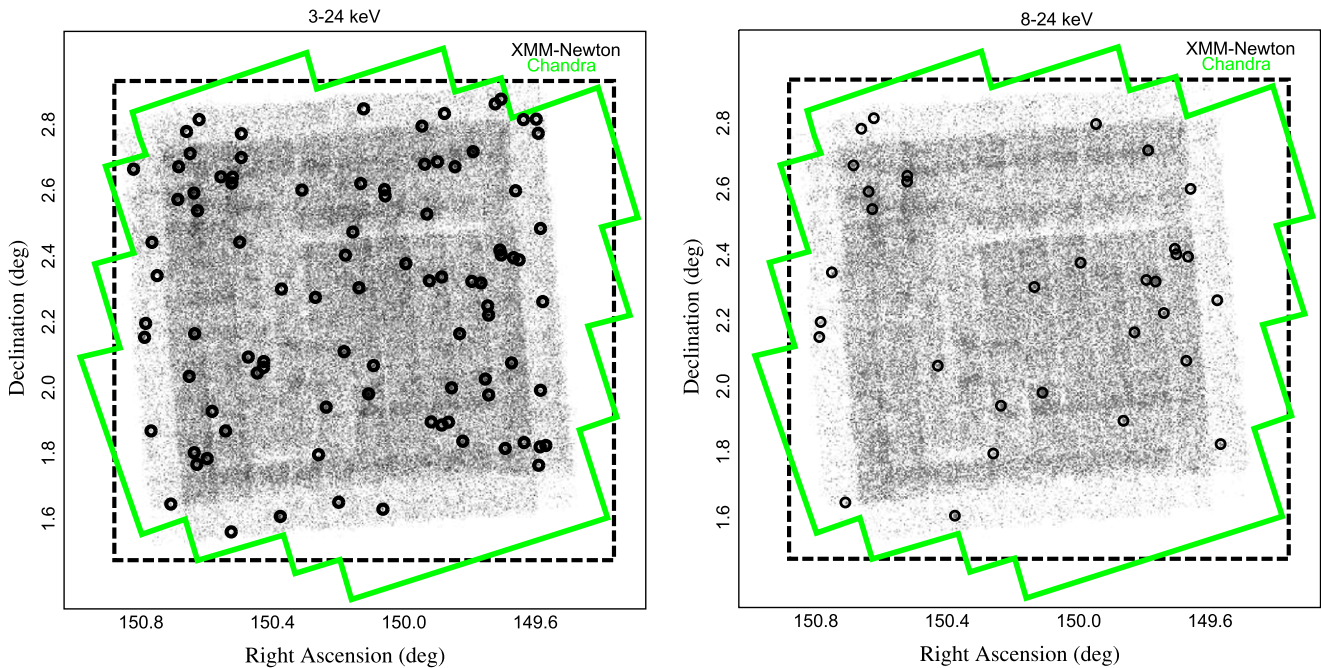 3-24 keV
XMM-Newton
Chandra
2.8
2.6
2.4
2.2
2.0
1.8
1.6
Declination (deg)
150.8 150.4 150.0 149.6
Right Ascension (deg)
8-24 keV
XMM-Newton
Chandra
2.8
2.6
2.4
2.2
2.0
1.8
1.6
Declination (deg)
150.8 150.4 150.0 149.6
Right Ascension (deg)